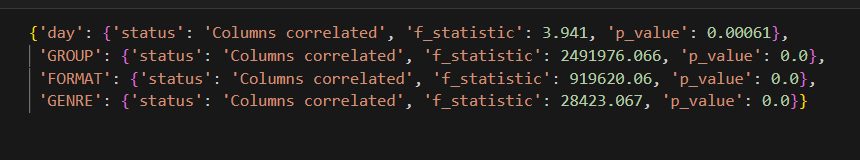 {'day': {'status': 'Columns correlated', 'f_statistic': 3.941, 'p_value': 0.00061},
'GROUP': {'status': 'Columns correlated', 'f_statistic': 2491976.066, 'p_value': 0.0},
'FORMAT': {'status': 'Columns correlated', 'f_statistic': 919620.06, 'p_value': 0.0},
'GENRE': {'status': 'Columns correlated', 'f_statistic': 28423.067, 'p_value': 0.0}}